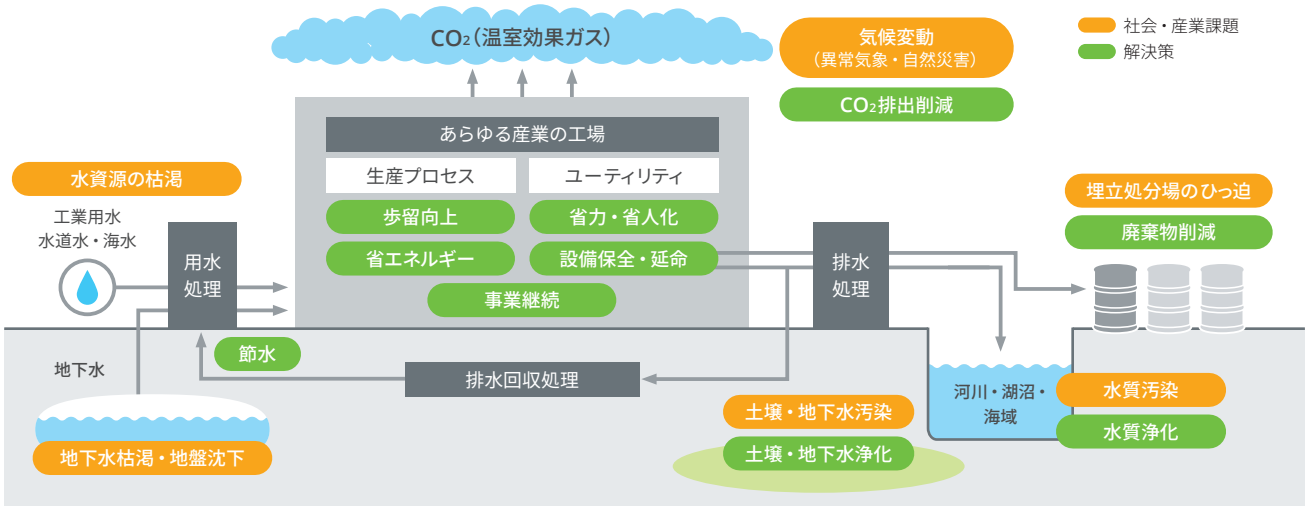 CO₂(温室効果ガス)
気候変動
(異常気象・自然災害)
CO₂排出削減
社会・産業課題
解決策
あらゆる産業の工場
生産プロセス
ユーティリティ
歩留向上
省力・省人化
省エネルギー
設備保全・延命
事業継続
水資源の枯渇
工業用水
水道水・海水
用水
処理
排水
処理
埋立処分場のひっ迫
廃棄物削減
節水
地下水
排水回収処理
地下水枯渇・地盤沈下
土壌・地下水汚染
土壌・地下水浄化
河川・湖沼・
海域
水質汚染
水質浄化